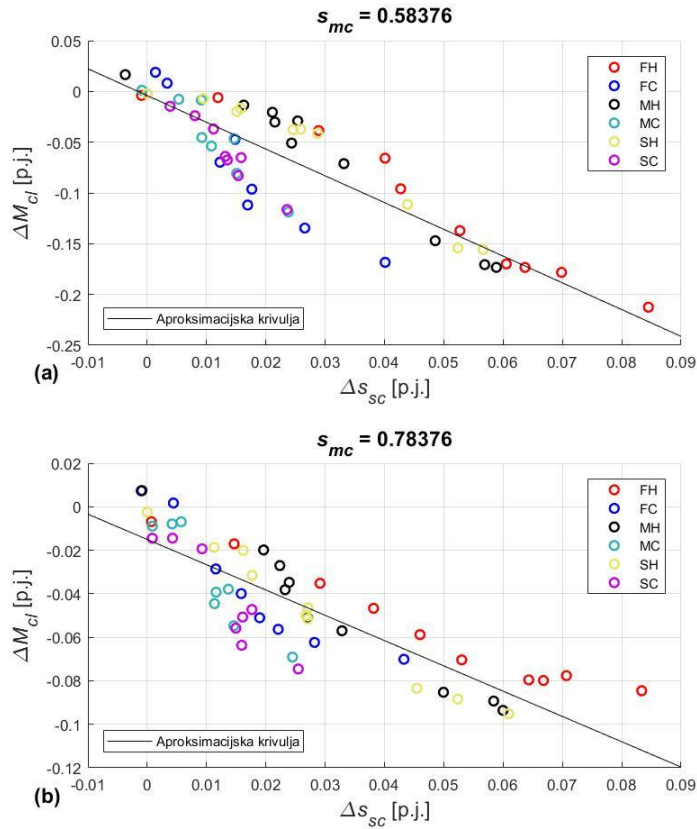 s_mc = 0.58376
0.05
0
-0.05
-0.1
-0.15
-0.2
-0.25
ΔM_cl [p.j.]
FH
FC
MH
MC
SH
SC
Aproksimacijska krivulja
-0.01 0 0.01 0.02 0.03 0.04 0.05 0.06 0.07 0.08 0.09
(a)
Δs_sc [p.j.]
s_mc = 0.78376
0.02
0
-0.02
-0.04
-0.06
-0.08
-0.1
-0.12
ΔM_cl [p.j.]
FH
FC
MH
MC
SH
SC
Aproksimacijska krivulja
-0.01 0 0.01 0.02 0.03 0.04 0.05 0.06 0.07 0.08 0.09
(b)
Δs_sc [p.j.]